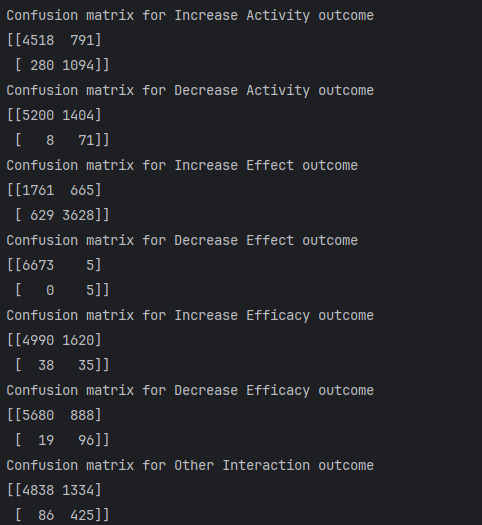 Confusion matrix for Increase Activity outcome
[[4518  791]
 [ 280 1094]]
Confusion matrix for Decrease Activity outcome
[[5200 1404]
 [   8   71]]
Confusion matrix for Increase Effect outcome
[[1761  665]
 [ 629 3628]]
Confusion matrix for Decrease Effect outcome
[[6673    5]
 [   0    5]]
Confusion matrix for Increase Efficacy outcome
[[4990 1620]
 [  38   35]]
Confusion matrix for Decrease Efficacy outcome
[[5680  888]
 [  19   96]]
Confusion matrix for Other Interaction outcome
[[4838 1334]
 [  86  425]]